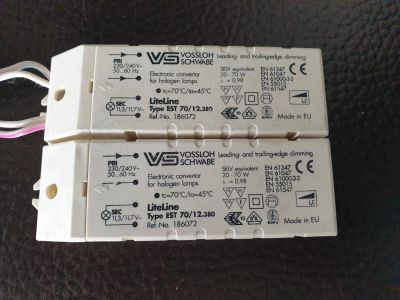 PRI
230/240V~
50...60 Hz
SEC
11,3/11,7V~
VS VOSSLOH
SCHWABE
Electronic convertor
for halogen lamps
tc=70°C/ta=45°C
LiteLine
Type EST 70/12.380
Ref.-No. 186072
Leading- and trailing-edge dimming
SELV equivalent
20 - 70 W
λ = 0,98
EN 61347
EN 61047
EN 61000-3-2
EN 55015
EN 61547
LC
10
Made in EU
PRI
230/240V~
50...60 Hz
SEC
11,3/11,7V~
VS VOSSLOH
SCHWABE
Electronic convertor
for halogen lamps
tc=70°C/ta=45°C
LiteLine
Type EST 70/12.380
Ref.-No. 186072
Leading- and trailing-edge dimming
SELV equivalent
20 - 70 W
λ = 0,98
EN 61347
EN 61047
EN 61000-3-2
EN 55015
EN 61547
LC
10
Made in EU